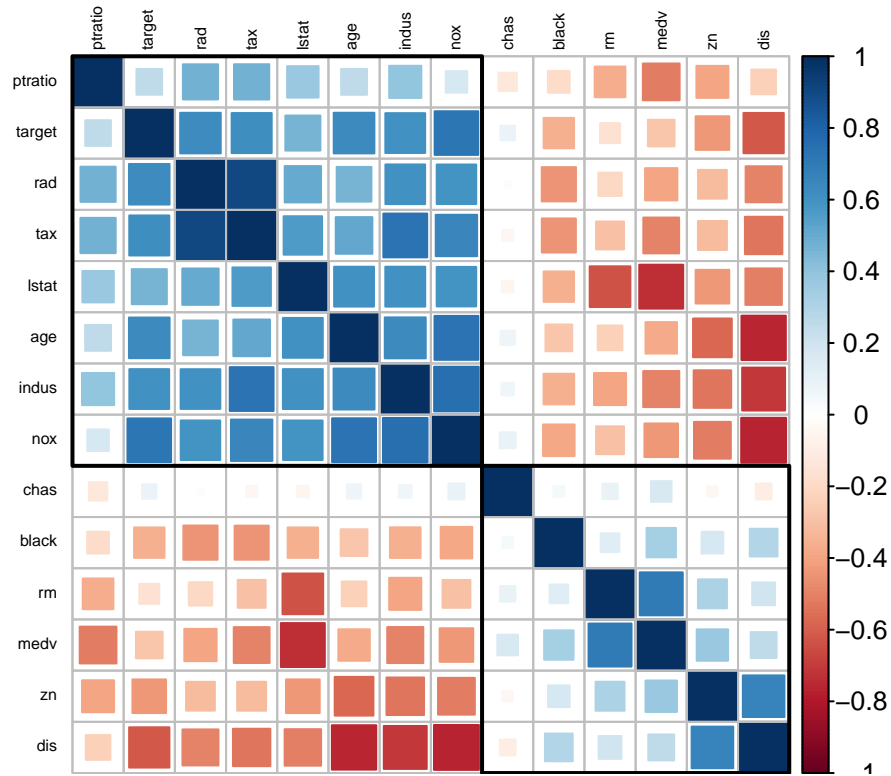 ptratio
target
rad
tax
lstat
age
indus
nox
chas
black
rm
medv
zn
dis
ptratio
target
rad
tax
lstat
age
indus
nox
chas
black
rm
medv
zn
dis
1
0.8
0.6
0.4
0.2
0
−0.2
−0.4
−0.6
−0.8
−1